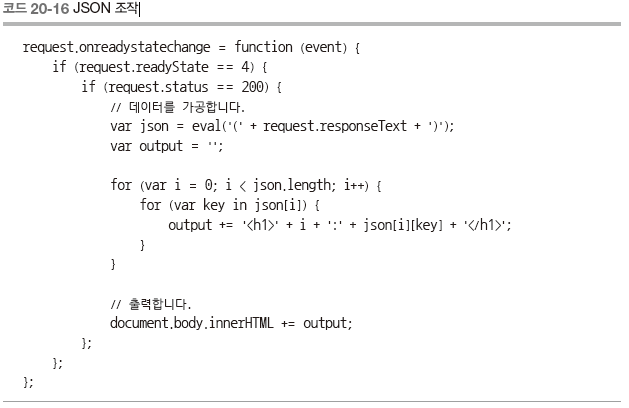 코드 20-16 JSON 조작
request.onreadystatechange = function (event) {
    if (request.readyState == 4) {
        if (request.status == 200) {
            // 데이터를 가공합니다.
            var json = eval('(' + request.responseText + ')');
            var output = '';
            for (var i = 0; i < json.length; i++) {
                for (var key in json[i]) {
                    output += '<h1>' + i + ':' + json[i][key] + '</h1>';
                }
            }
            // 출력합니다.
            document.body.innerHTML += output;
        };
    };
};